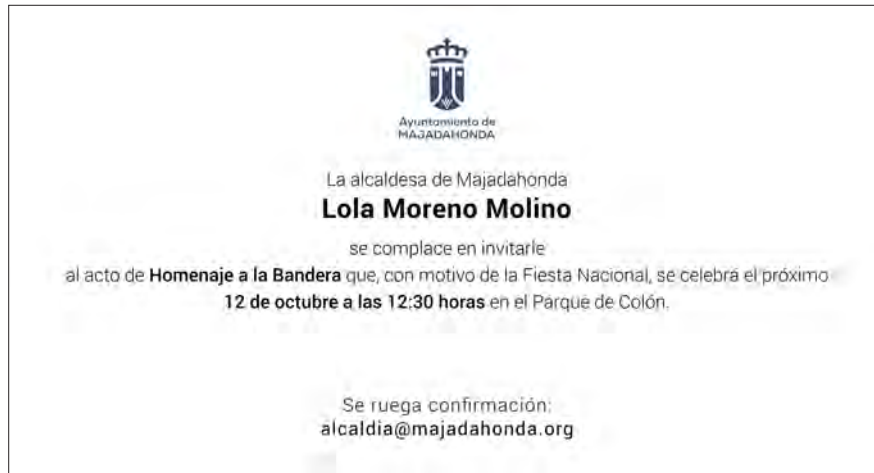 Ayuntamiento de
MAJADAHONDA
La alcaldesa de Majadahonda
Lola Moreno Molino
se complace en invitarle
al acto de Homenaje a la Bandera que, con motivo de la Fiesta Nacional, se celebra el próximo
12 de octubre a las 12:30 horas en el Parque de Colón.
Se ruega confirmación:
alcaldia@majadahonda.org